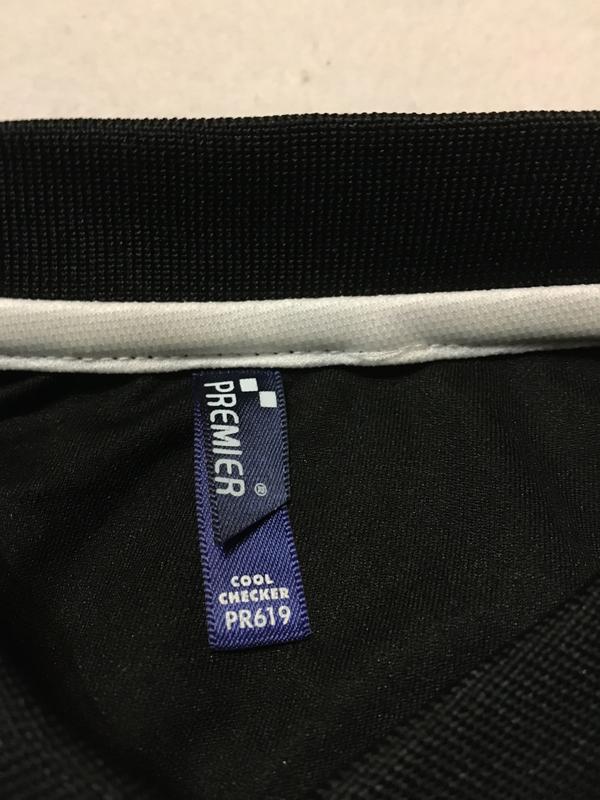 PREMIER ®
COOL
CHECKER
PR619